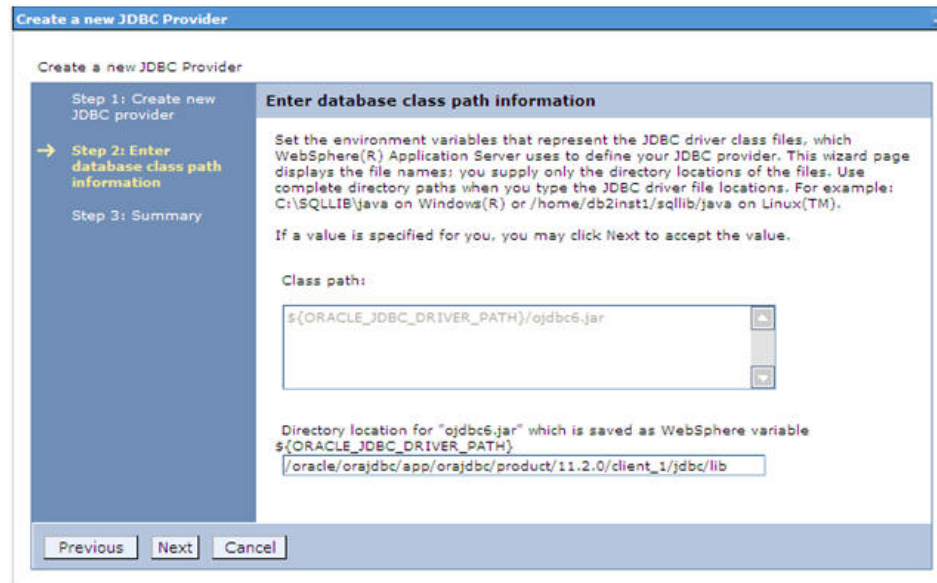 Create a new JDBC Provider
Create a new JDBC Provider
Step 1: Create new
JDBC provider
Step 2: Enter
database class path
information
Step 3: Summary
Enter database class path information
Set the environment variables that represent the JDBC driver class files, which
WebSphere(R) Application Server uses to define your JDBC provider. This wizard page
displays the file names; you supply only the directory locations of the files. Use
complete directory paths when you type the JDBC driver file locations. For example:
C:\SQLLIB\java on Windows(R) or /home/db2inst1/sqllib/java on Linux(TM).
If a value is specified for you, you may click Next to accept the value.
Class path:
${ORACLE_JDBC_DRIVER_PATH}/ojdbc6.jar
Directory location for "ojdbc6.jar" which is saved as WebSphere variable
${ORACLE_JDBC_DRIVER_PATH}
/oracle/orajdbc/app/orajdbc/product/11.2.0/client_1/jdbc/lib
Previous Next Cancel